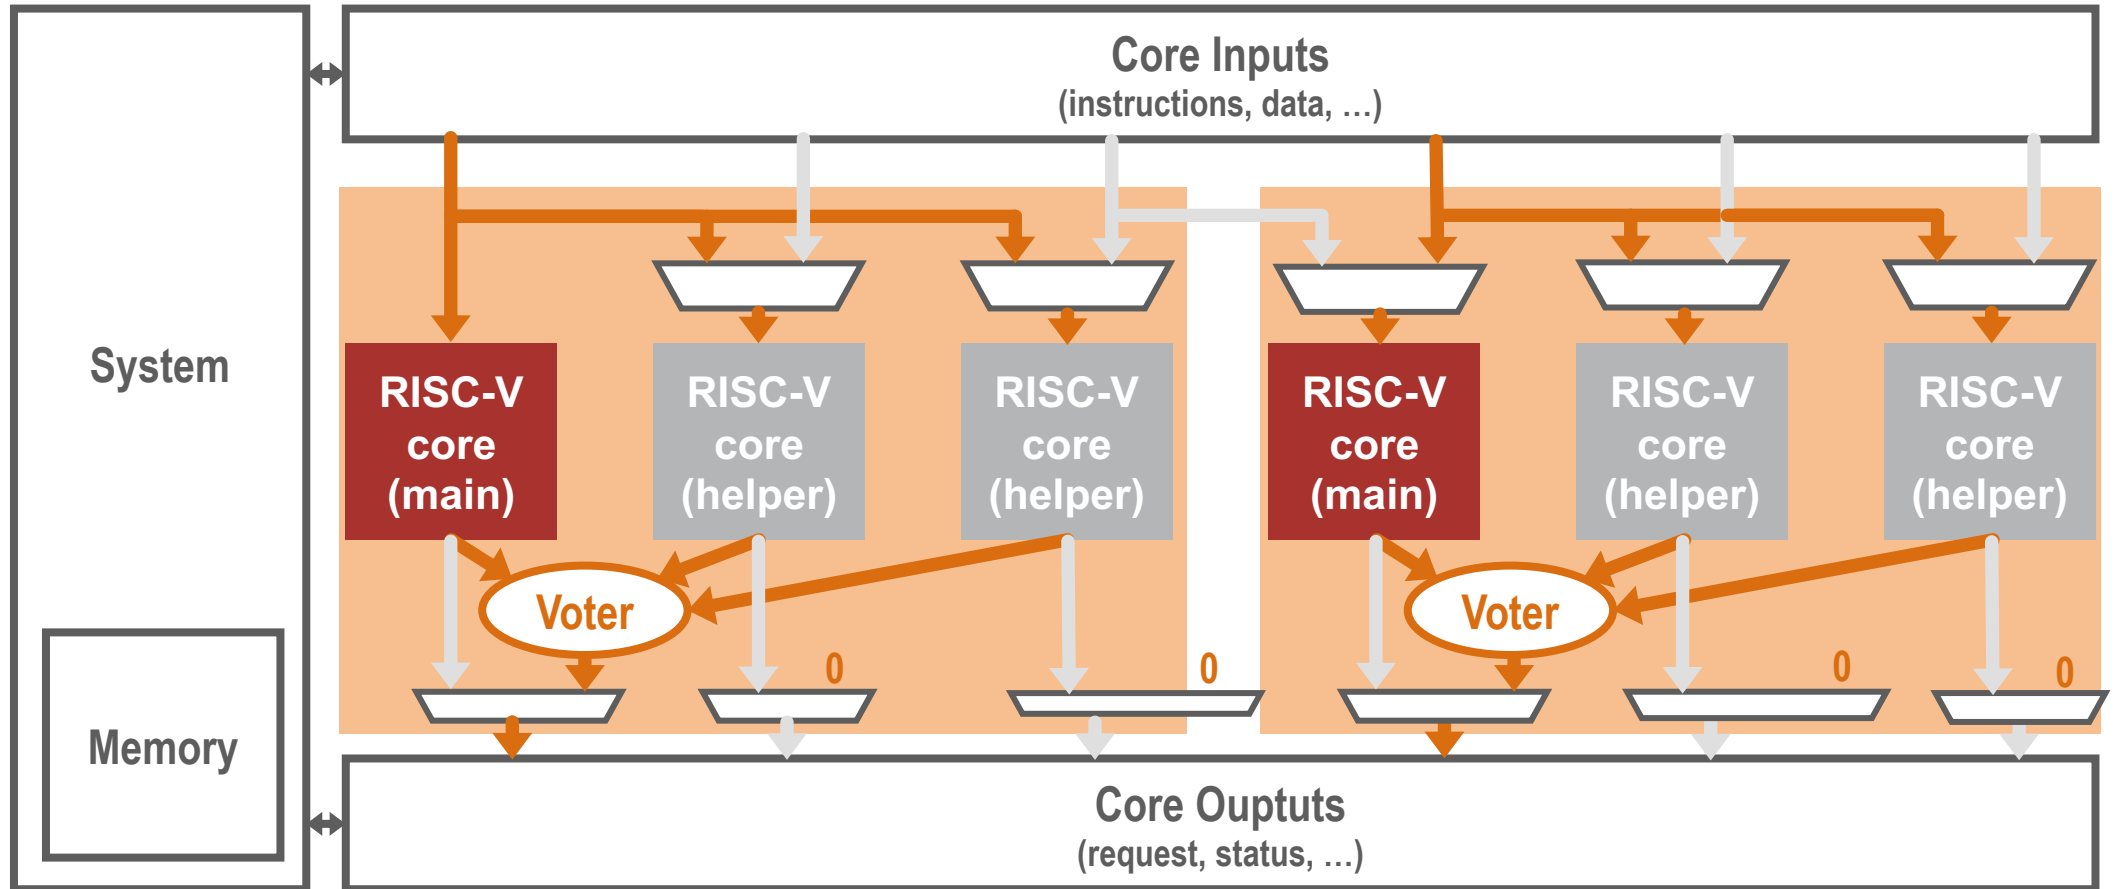 Core Inputs
(instructions, data, …)
System
RISC-V
core
(main)
RISC-V
core
(helper)
RISC-V
core
(helper)
RISC-V
core
(main)
RISC-V
core
(helper)
RISC-V
core
(helper)
Voter
Voter
0
0
0
0
Memory
Core Ouptuts
(request, status, …)